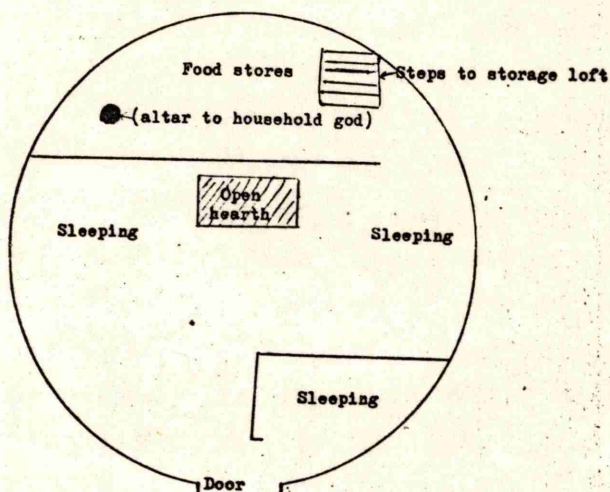 Food stores
Steps to storage loft
(altar to household god)
Open
hearth
Sleeping
Sleeping
Sleeping
Door